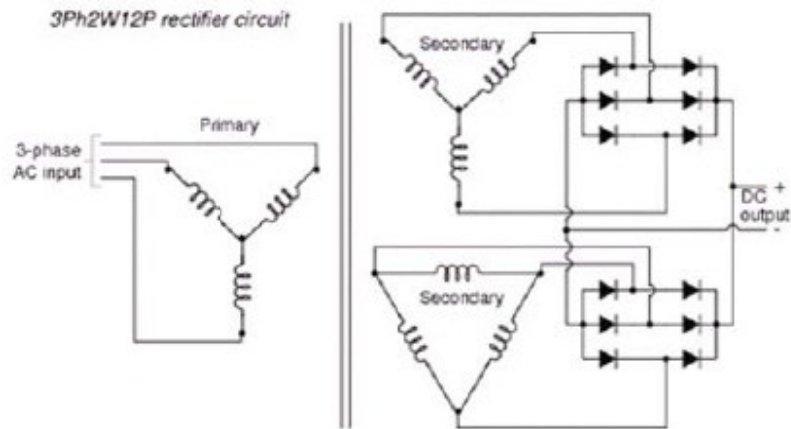 3Ph2W12P rectifier circuit
Secondary
Primary
3-phase
AC input
DC +
output
-
Secondary